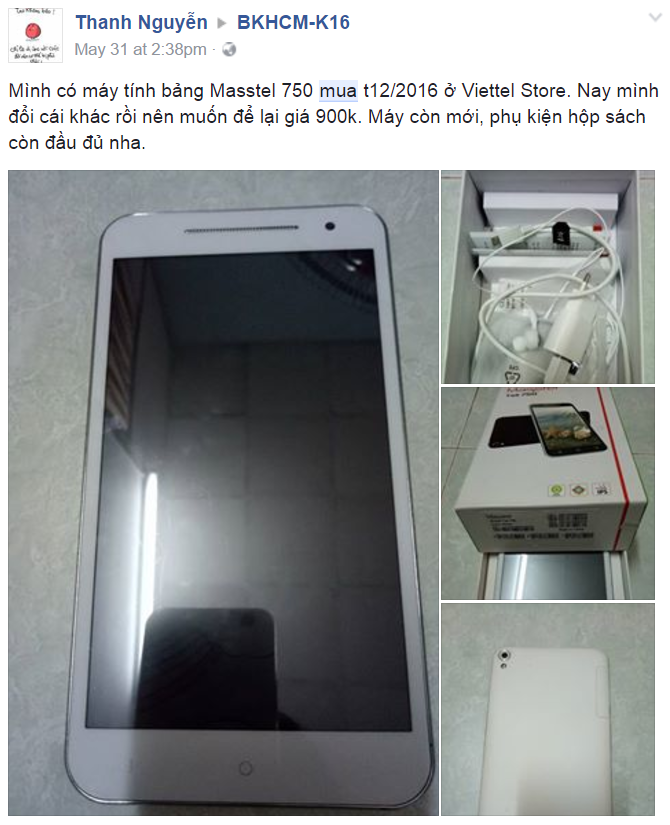 Thanh Nguyễn ▸ BKHCM-K16
May 31 at 2:38pm ·
Mình có máy tính bảng Masstel 750 mua t12/2016 ở Viettel Store. Nay mình
đổi cái khác rồi nên muốn để lại giá 900k. Máy còn mới, phụ kiện hộp sách
còn đầy đủ nha.